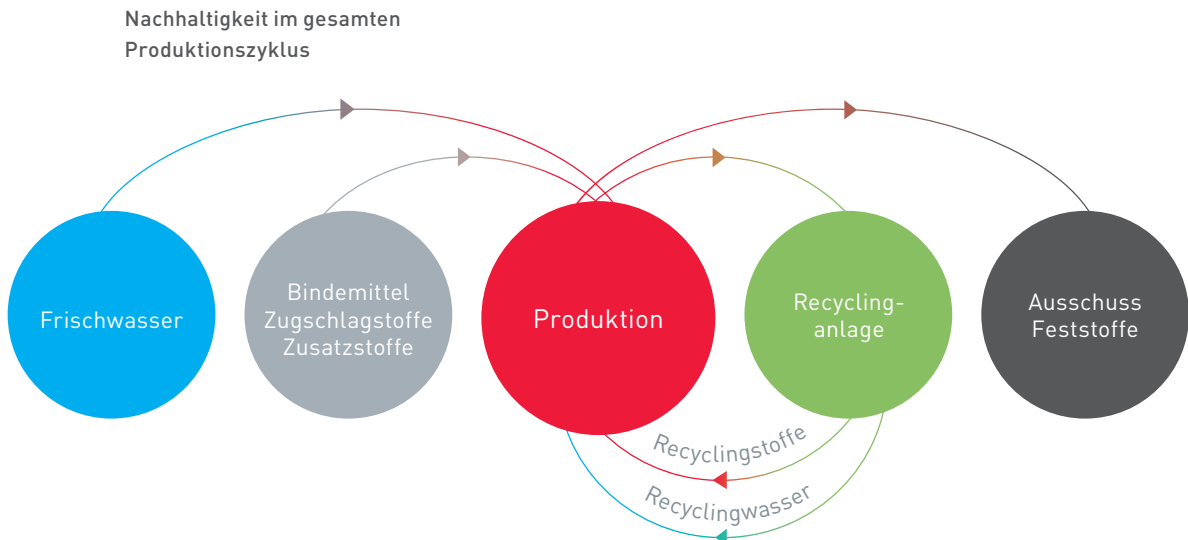 Nachhaltigkeit im gesamten
Produktionszyklus
Frischwasser
Bindemittel
Zugschlagstoffe
Zusatzstoffe
Produktion
Recycling-
anlage
Ausschuss
Feststoffe
Recyclingstoffe
Recyclingwasser